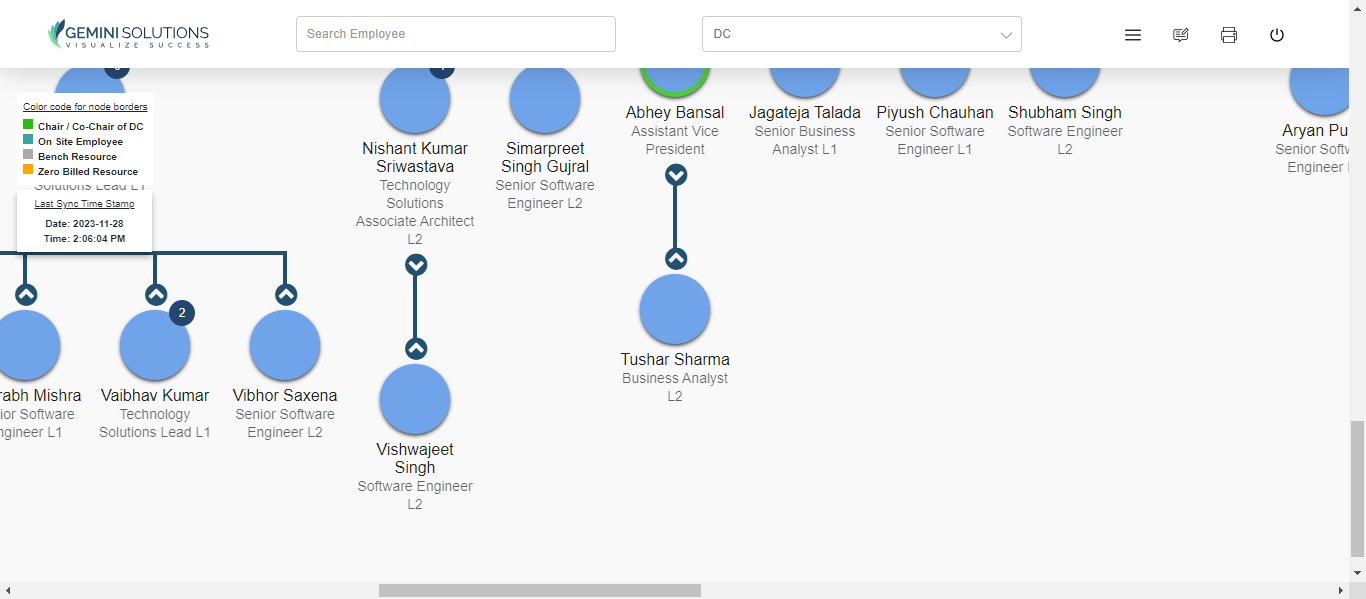 GEMINI SOLUTIONS
VISUALIZE SUCCESS
Search Employee
DC
Color code for node borders
Chair / Co-Chair of DC
On Site Employee
Bench Resource
Zero Billed Resource
Solutions Lead L1
Last Sync Time Stamp
Date: 2023-11-28
Time: 2:06:04 PM
Nishant Kumar
Sriwastava
Technology
Solutions
Associate Architect
L2
Simarpreet
Singh Gujral
Senior Software
Engineer L2
Abhey Bansal
Assistant Vice
President
Jagateja Talada
Senior Business
Analyst L1
Piyush Chauhan
Senior Software
Engineer L1
Shubham Singh
Software Engineer
L2
Aryan Pu
Senior Softw
Engineer
rabh Mishra
ior Software
ngineer L1
2
Vaibhav Kumar
Technology
Solutions Lead L1
Vibhor Saxena
Senior Software
Engineer L2
Vishwajeet
Singh
Software Engineer
L2
Tushar Sharma
Business Analyst
L2